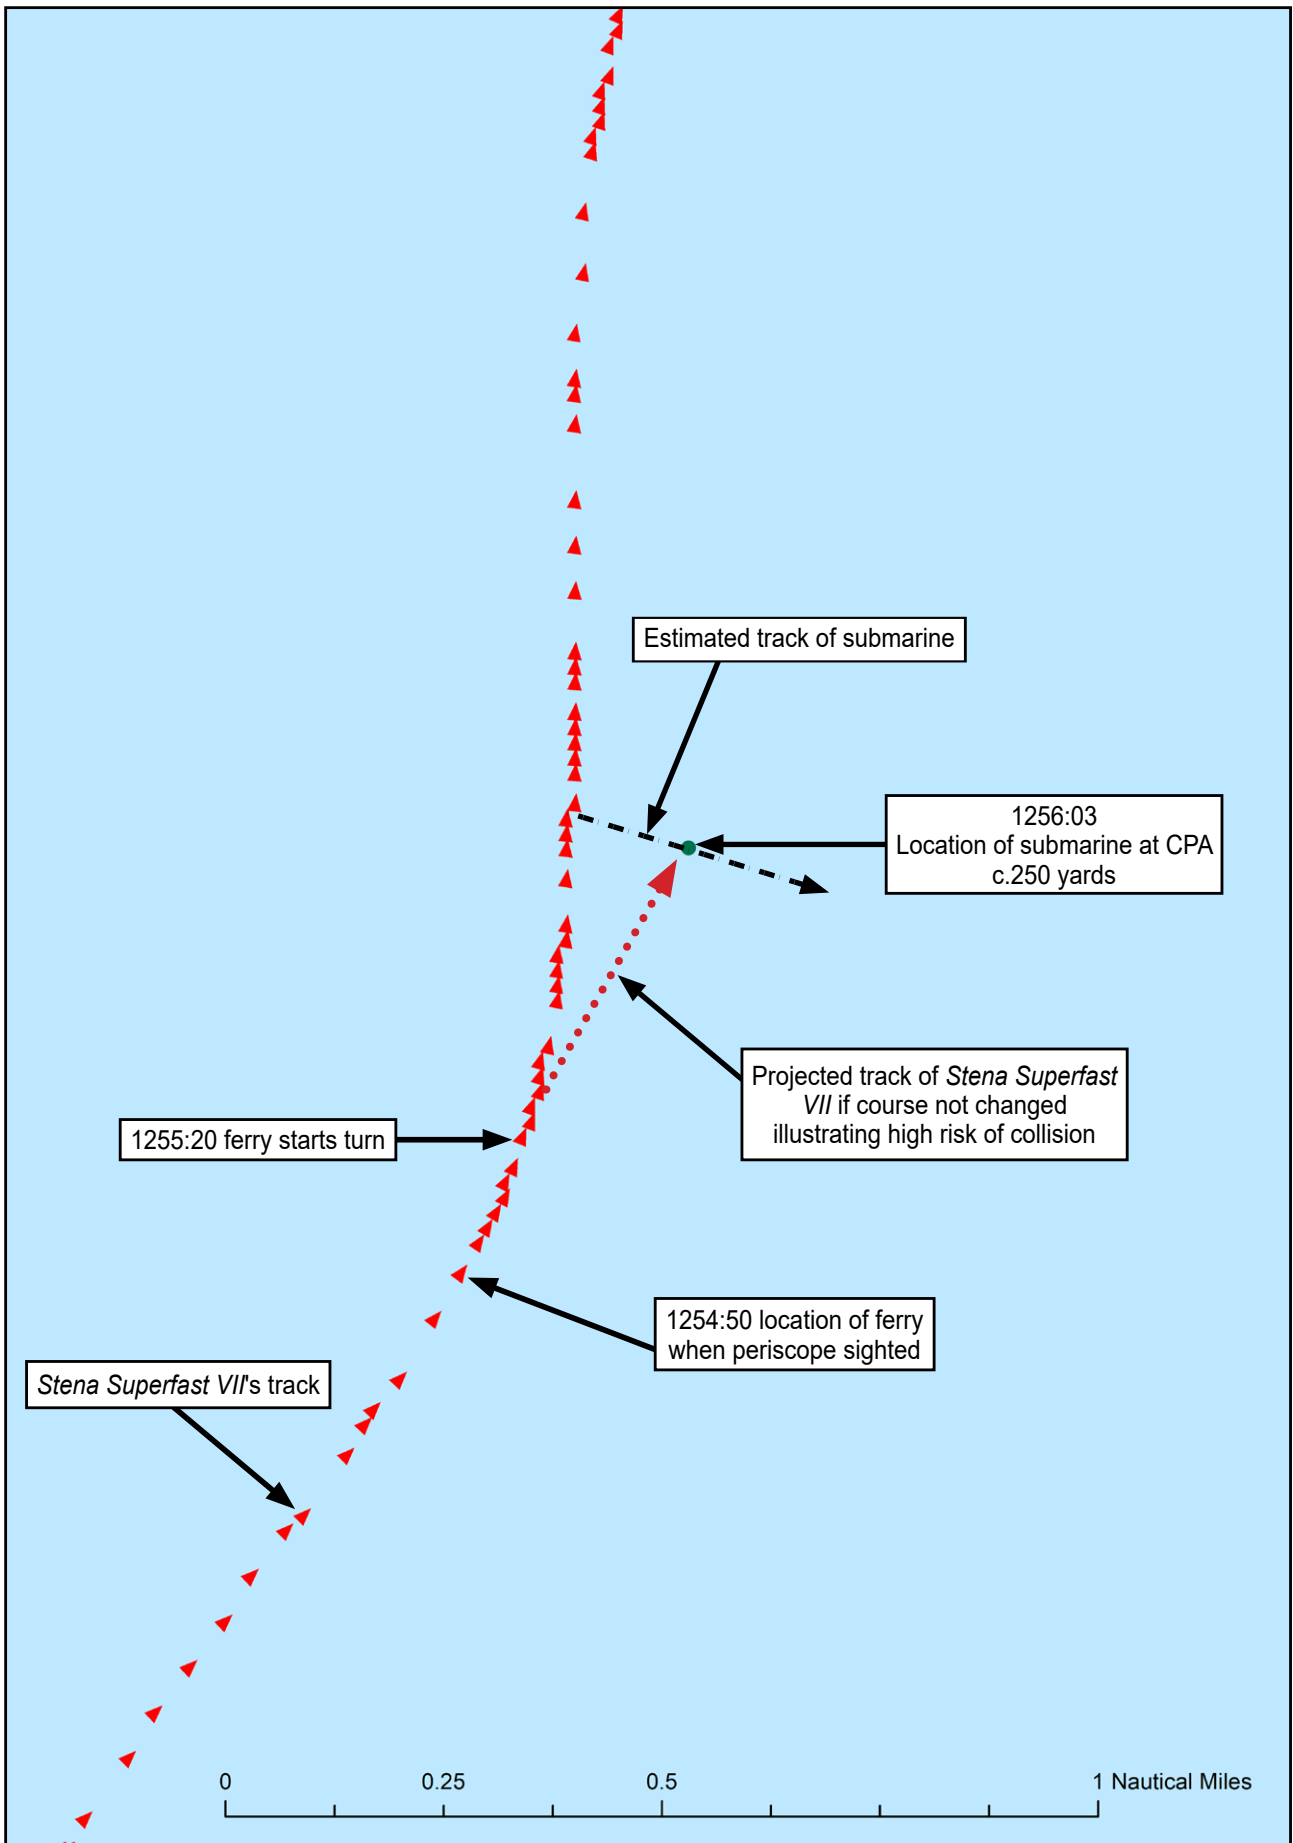 Estimated track of submarine
1256:03
Location of submarine at CPA
c.250 yards
Projected track of Stena Superfast
VII if course not changed
illustrating high risk of collision
1255:20 ferry starts turn
1254:50 location of ferry
when periscope sighted
Stena Superfast VII's track
0 0.25 0.5 1 Nautical Miles